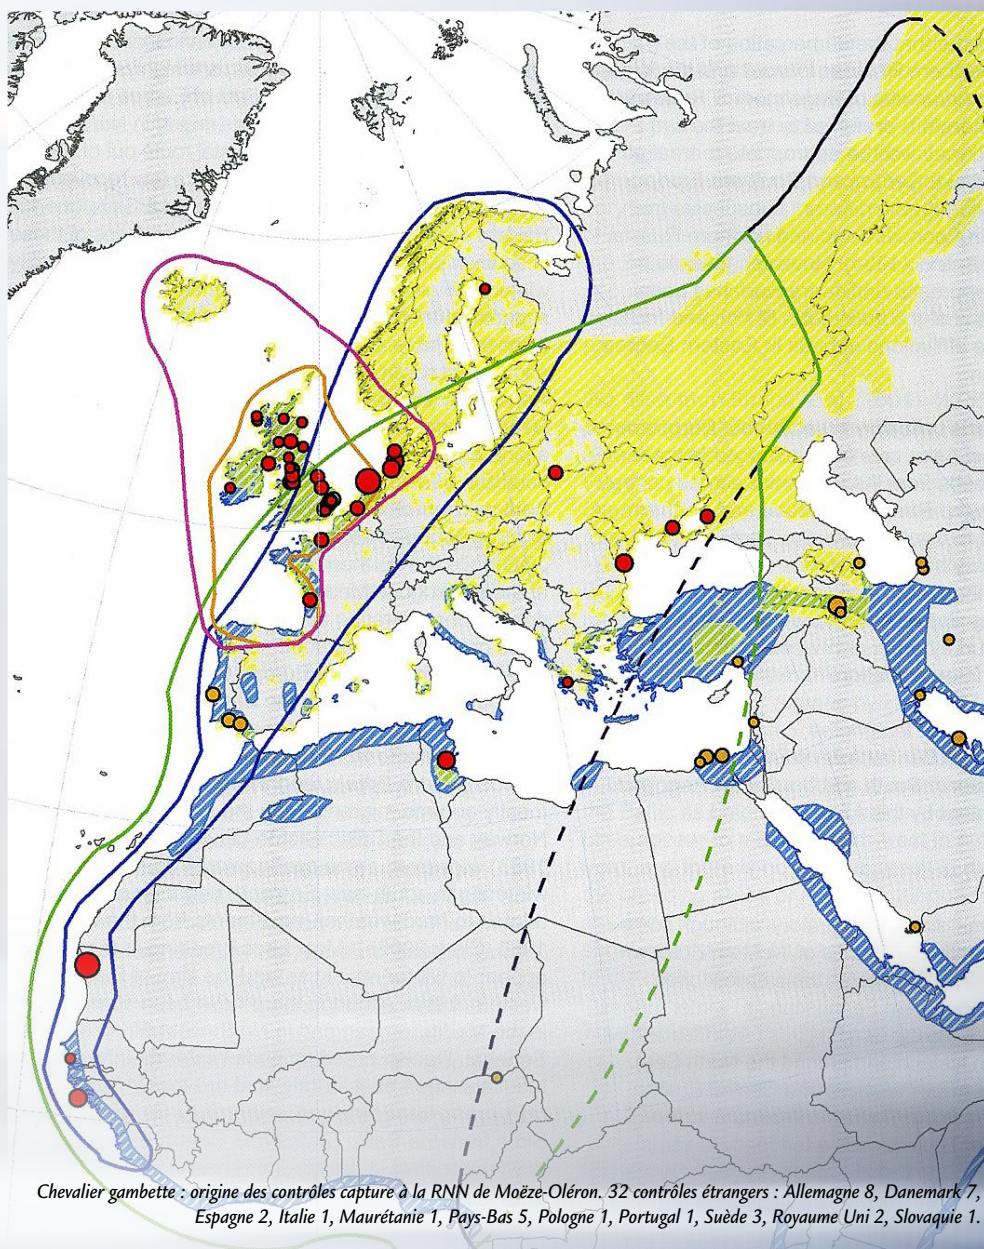 Chevalier gambette : origine des contrôles capture à la RNN de Moëze-Oléron. 32 contrôles étrangers : Allemagne 8, Danemark 7,
Espagne 2, Italie 1, Maurétanie 1, Pays-Bas 5, Pologne 1, Portugal 1, Suède 3, Royaume Uni 2, Slovaquie 1.